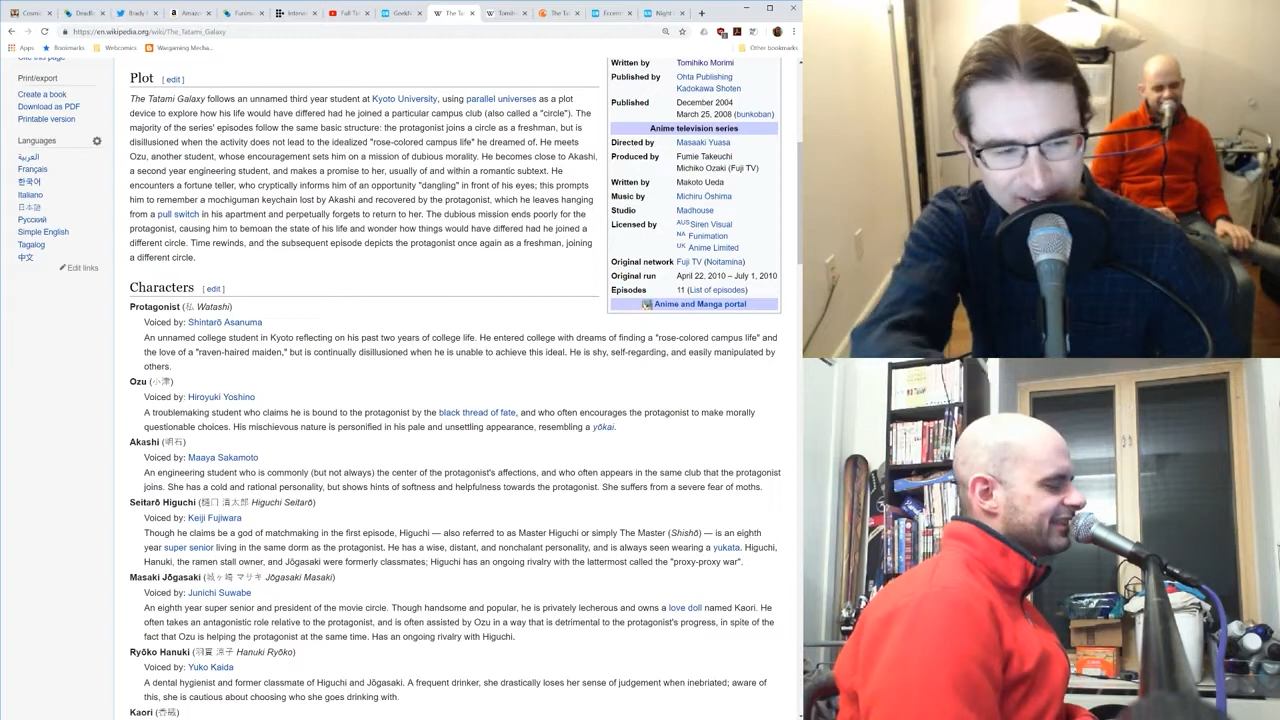 Cosmi
Deadle
Brady
Amazo
Funima
Intervi
Full Ti
GeekN
The Ta
Tomih
The Ta
Eccent
Night
https://en.wikipedia.org/wiki/The_Tatami_Galaxy
Apps
Bookmarks
Webcomics
Wargaming Mecha...
Other bookmarks
Cite this page
Print/export
Create a book
Download as PDF
Printable version
Languages
العربية
Français
한국어
Italiano
日本語
Русский
Simple English
Tagalog
中文
Edit links
Plot [ edit ]
The Tatami Galaxy follows an unnamed third year student at Kyoto University, using parallel universes as a plot
device to explore how his life would have differed had he joined a particular campus club (also called a "circle"). The
majority of the series' episodes follow the same basic structure: the protagonist joins a circle as a freshman, but is
disillusioned when the activity does not lead to the idealized "rose-colored campus life" he dreamed of. He meets
Ozu, another student, whose encouragement sets him on a mission of dubious morality. He becomes close to Akashi,
a second year engineering student, and makes a promise to her, usually of and within a romantic subtext. He
encounters a fortune teller, who cryptically informs him of an opportunity "dangling" in front of his eyes; this prompts
him to remember a mochiguman keychain lost by Akashi and recovered by the protagonist, which he leaves hanging
from a pull switch in his apartment and perpetually forgets to return to her. The dubious mission ends poorly for the
protagonist, causing him to bemoan the state of his life and wonder how things would have differed had he joined a
different circle. Time rewinds, and the subsequent episode depicts the protagonist once again as a freshman, joining
a different circle.
Written by Tomihiko Morimi
Published by Ohta Publishing
Kadokawa Shoten
Published December 2004
March 25, 2008 (bunkoban)
Anime television series
Directed by Masaaki Yuasa
Produced by Fumie Takeuchi
Michiko Ozaki (Fuji TV)
Written by Makoto Ueda
Music by Michiru Ōshima
Studio Madhouse
Licensed by AUS Siren Visual
NA Funimation
UK Anime Limited
Original network Fuji TV (Noitamina)
Original run April 22, 2010 – July 1, 2010
Episodes 11 (List of episodes)
Anime and Manga portal
Characters [ edit ]
Protagonist (私 Watashi)
Voiced by: Shintarō Asanuma
An unnamed college student in Kyoto reflecting on his past two years of college life. He entered college with dreams of finding a "rose-colored campus life" and
the love of a "raven-haired maiden," but is continually disillusioned when he is unable to achieve this ideal. He is shy, self-regarding, and easily manipulated by
others.
Ozu (小津)
Voiced by: Hiroyuki Yoshino
A troublemaking student who claims he is bound to the protagonist by the black thread of fate, and who often encourages the protagonist to make morally
questionable choices. His mischievous nature is personified in his pale and unsettling appearance, resembling a yōkai.
Akashi (明石)
Voiced by: Maaya Sakamoto
An engineering student who is commonly (but not always) the center of the protagonist's affections, and who often appears in the same club that the protagonist
joins. She has a cold and rational personality, but shows hints of softness and helpfulness towards the protagonist. She suffers from a severe fear of moths.
Seitarō Higuchi (樋口 清太郎 Higuchi Seitarō)
Voiced by: Keiji Fujiwara
Though he claims be a god of matchmaking in the first episode, Higuchi — also referred to as Master Higuchi or simply The Master (Shishō) — is an eighth
year super senior living in the same dorm as the protagonist. He has a wise, distant, and nonchalant personality, and is always seen wearing a yukata. Higuchi,
Hanuki, the ramen stall owner, and Jōgasaki were formerly classmates; Higuchi has an ongoing rivalry with the lattermost called the "proxy-proxy war".
Masaki Jōgasaki (城ヶ崎 マサキ Jōgasaki Masaki)
Voiced by: Junichi Suwabe
An eighth year super senior and president of the movie circle. Though handsome and popular, he is privately lecherous and owns a love doll named Kaori. He
often takes an antagonistic role relative to the protagonist, and is often assisted by Ozu in a way that is detrimental to the protagonist's progress, in spite of the
fact that Ozu is helping the protagonist at the same time. Has an ongoing rivalry with Higuchi.
Ryōko Hanuki (羽貫 涼子 Hanuki Ryōko)
Voiced by: Yuko Kaida
A dental hygienist and former classmate of Higuchi and Jōgasaki. A frequent drinker, she drastically loses her sense of judgement when inebriated; aware of
this, she is cautious about choosing who she goes drinking with.
Kaori (香織)